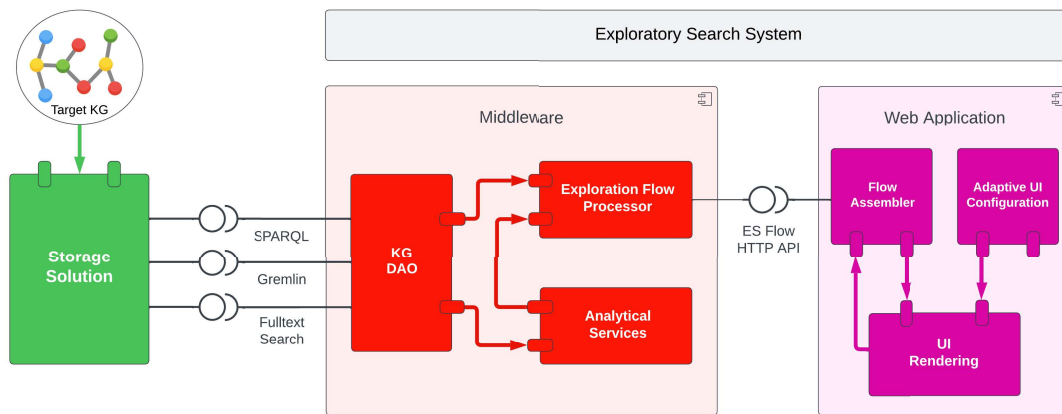 Exploratory Search System
Target KG
Middleware
Web Application
Storage
Solution
SPARQL
Gremlin
Fulltext
Search
KG
DAO
Exploration Flow
Processor
Analytical
Services
ES Flow
HTTP API
Flow
Assembler
Adaptive UI
Configuration
UI
Rendering